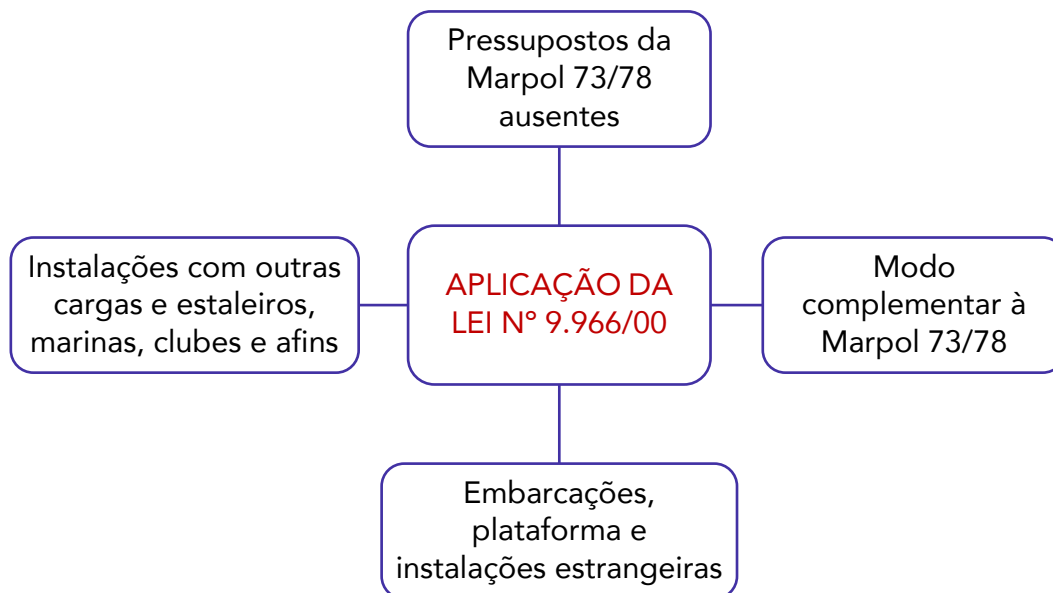 Pressupostos da
Marpol 73/78
ausentes
Instalações com outras
cargas e estaleiros,
marinas, clubes e afins
APLICAÇÃO DA
LEI Nº 9.966/00
Modo
complementar à
Marpol 73/78
Embarcações,
plataforma e
instalações estrangeiras